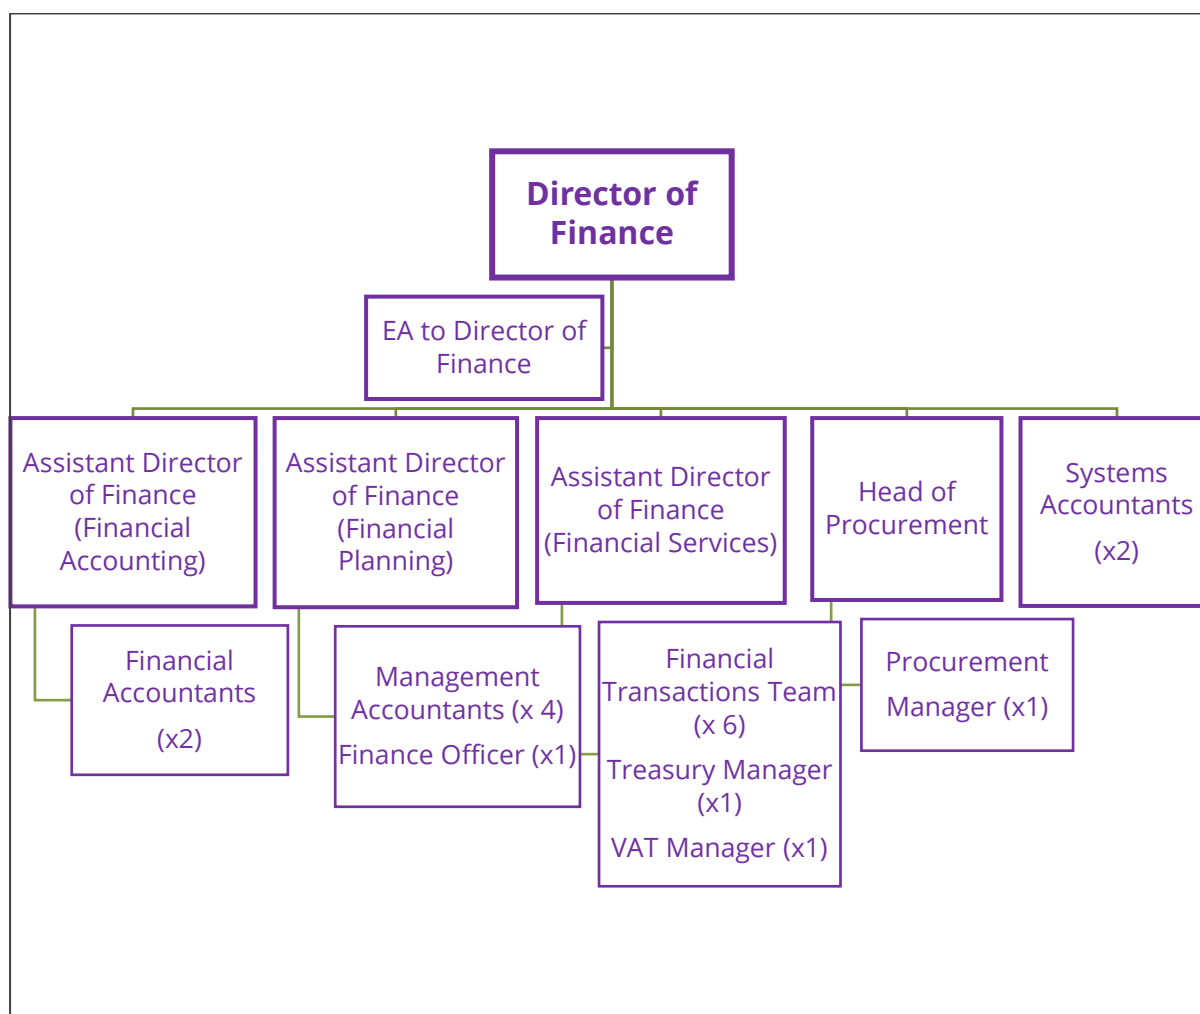 Director of
Finance
EA to Director of
Finance
Assistant Director
of Finance
(Financial
Accounting)
Assistant Director
of Finance
(Financial
Planning)
Assistant Director
of Finance
(Financial Services)
Head of
Procurement
Systems
Accountants
(x2)
Financial
Accountants
(x2)
Management
Accountants (x 4)
Finance Officer (x1)
Financial
Transactions Team
(x 6)
Treasury Manager
(x1)
VAT Manager (x1)
Procurement
Manager (x1)